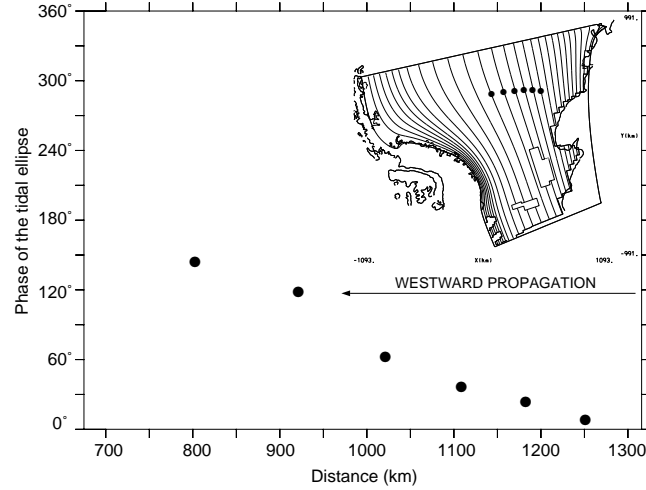 360°
300°
240°
180°
120°
60°
0°
Phase of the tidal ellipse
991.
Y(km)
-991.
-1093.
X(km)
1093.
WESTWARD PROPAGATION
700 800 900 1000 1100 1200 1300
Distance (km)